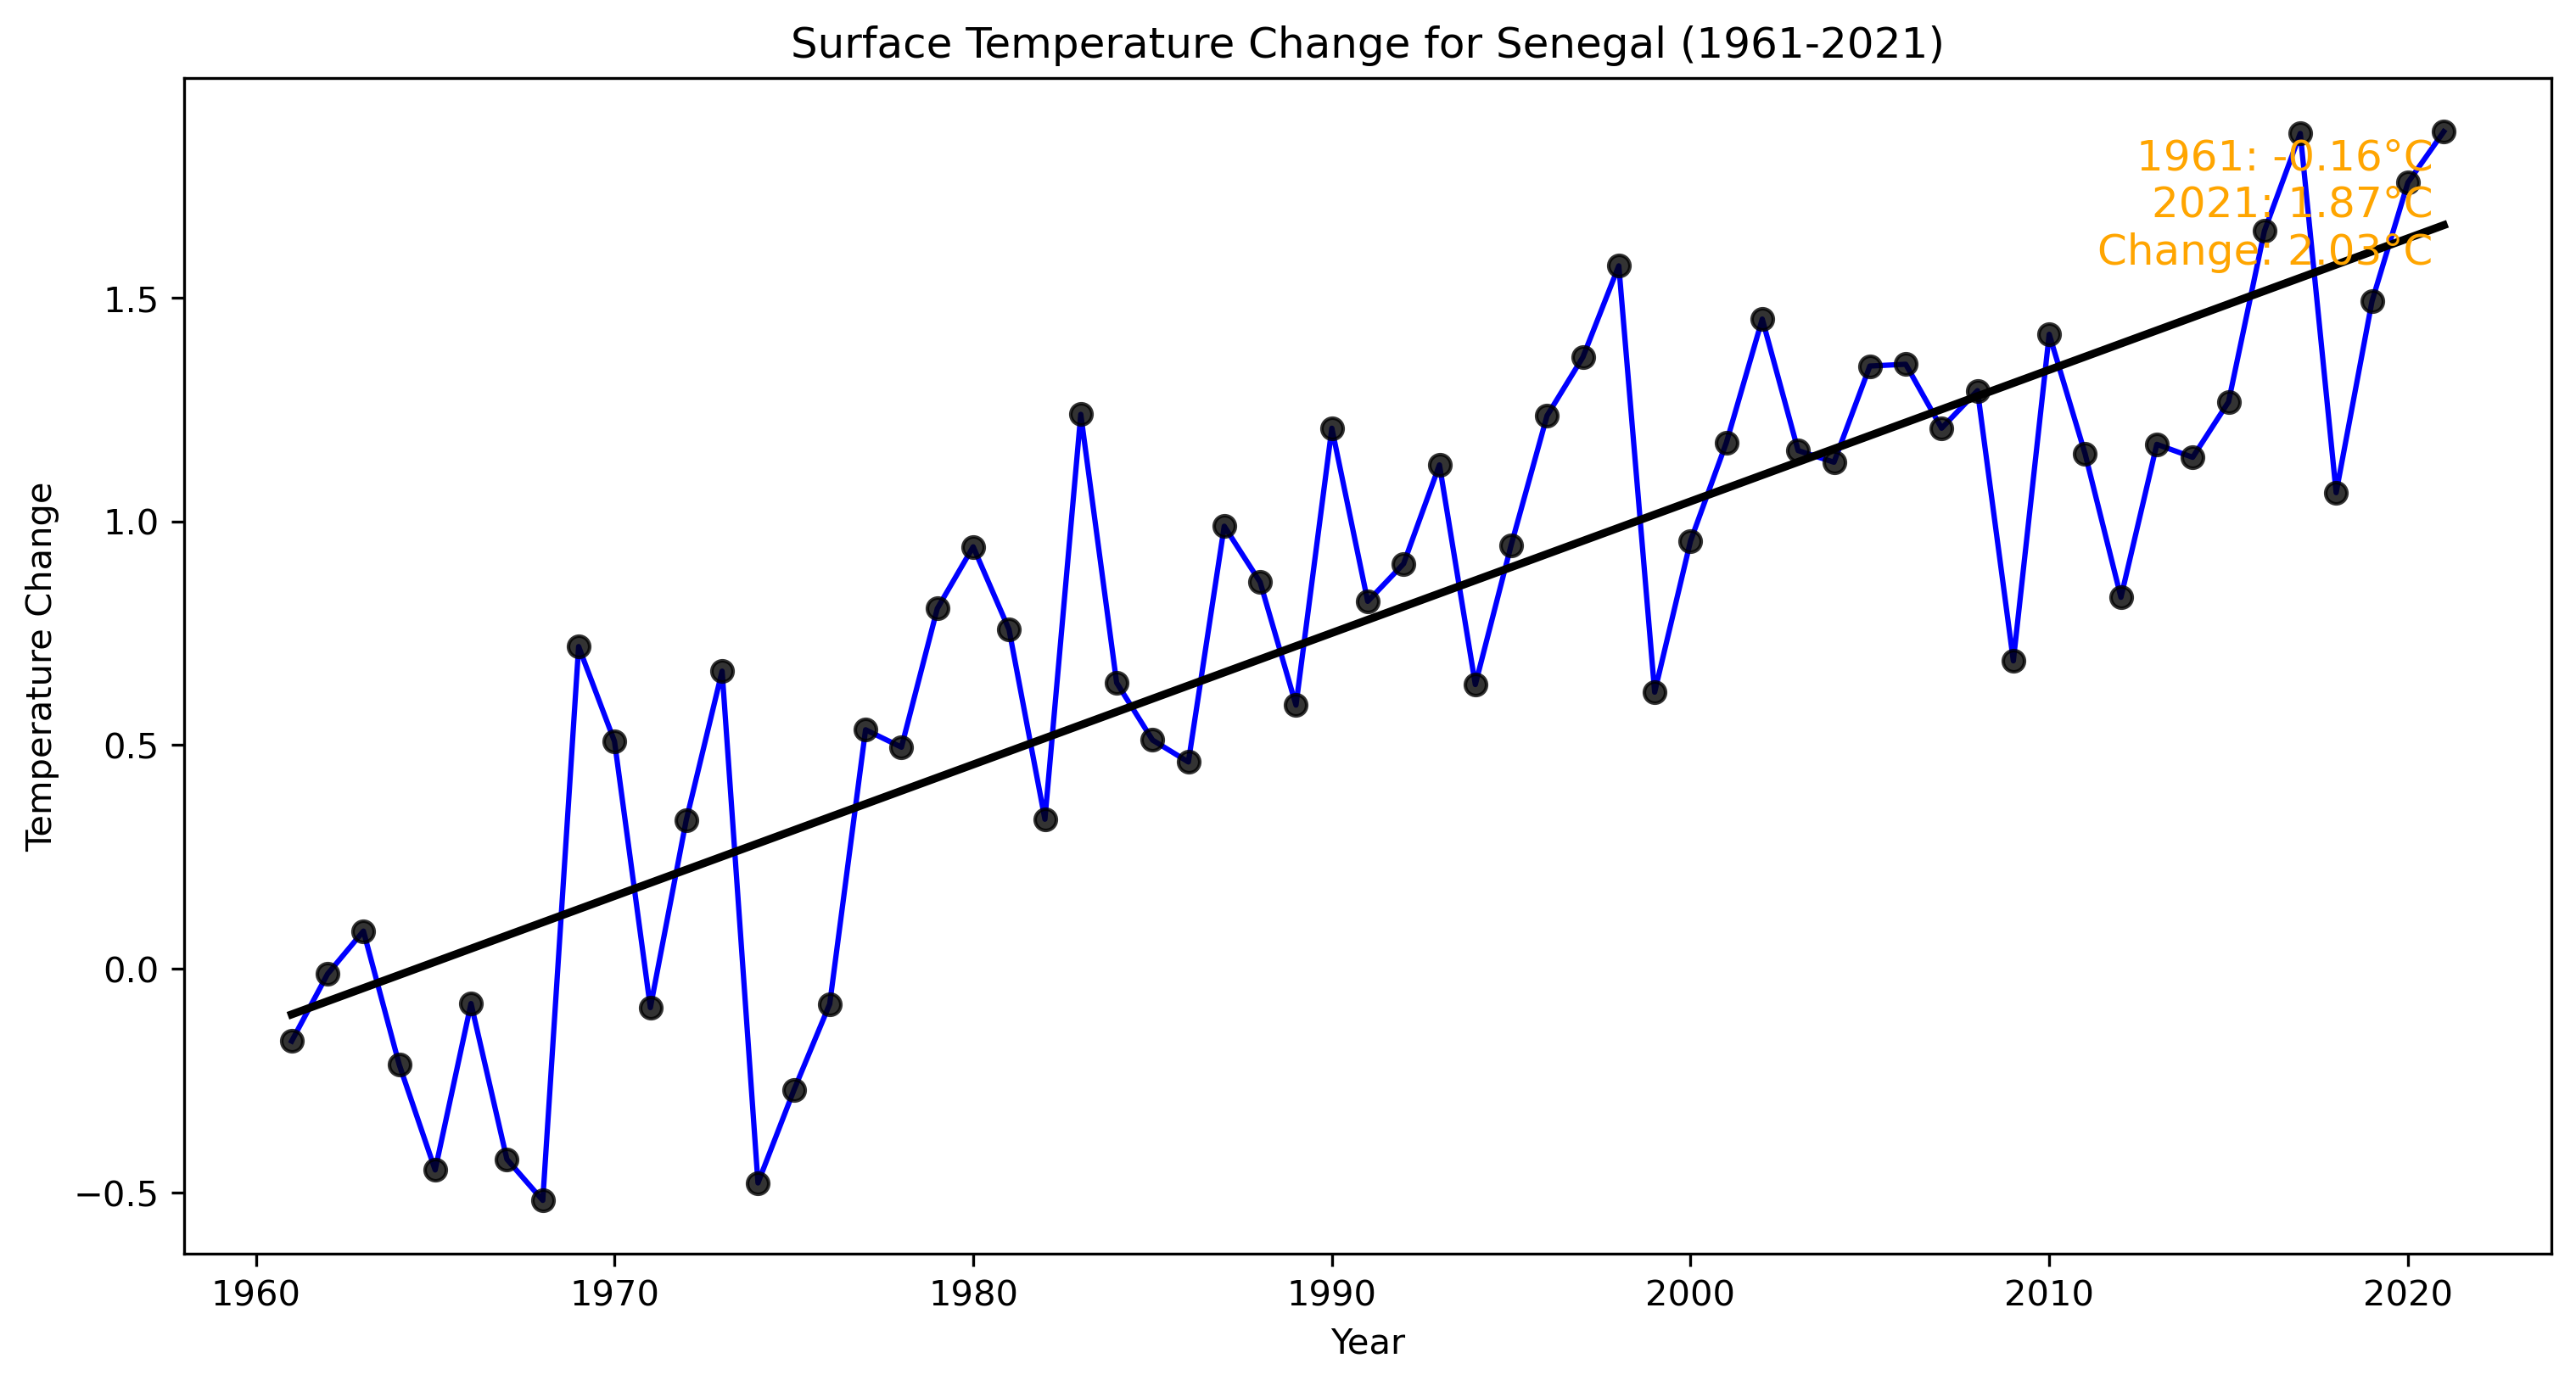 Surface Temperature Change for Senegal (1961-2021)
1961: -0.16°C
2021: 1.87°C
Change: 2.03°C
Temperature Change
1.5
1.0
0.5
0.0
−0.5
1960 1970 1980 1990 2000 2010 2020
Year